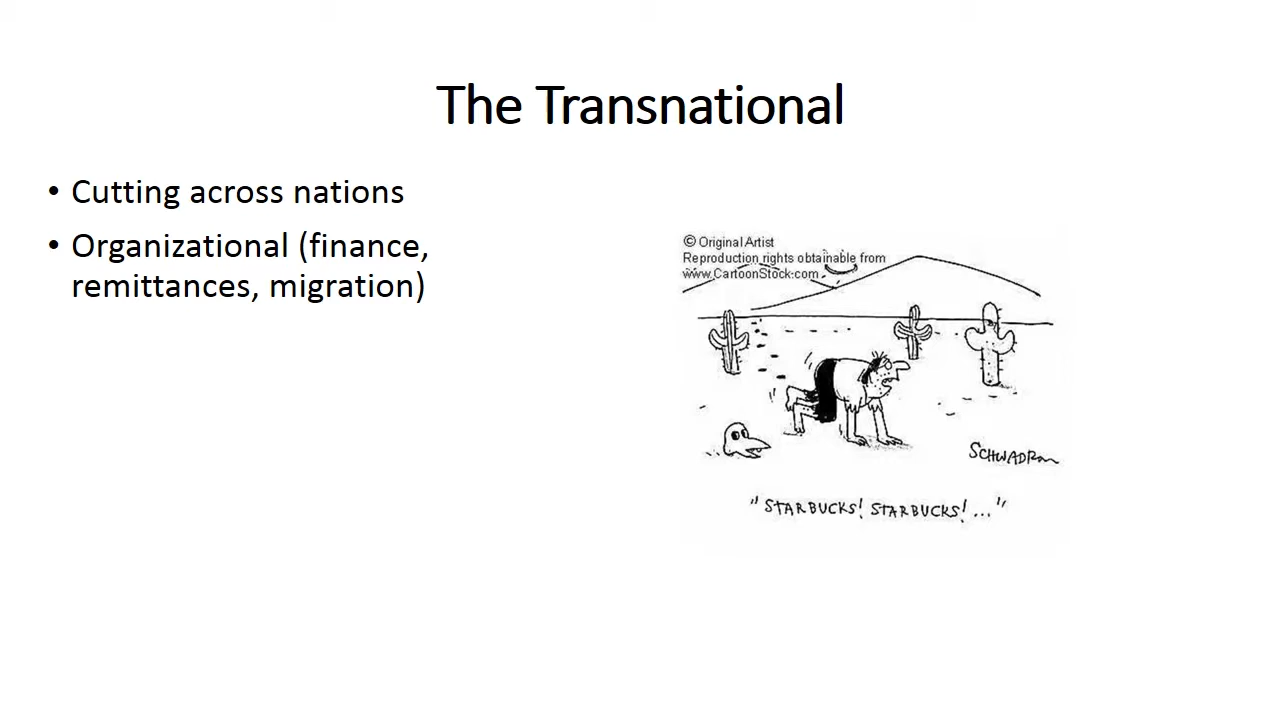 The Transnational
• Cutting across nations
• Organizational (finance,
remittances, migration)
© Original Artist
Reproduction rights obtainable from
www.CartoonStock.com
SCHWADRON
"STARBUCKS! STARBUCKS!..."